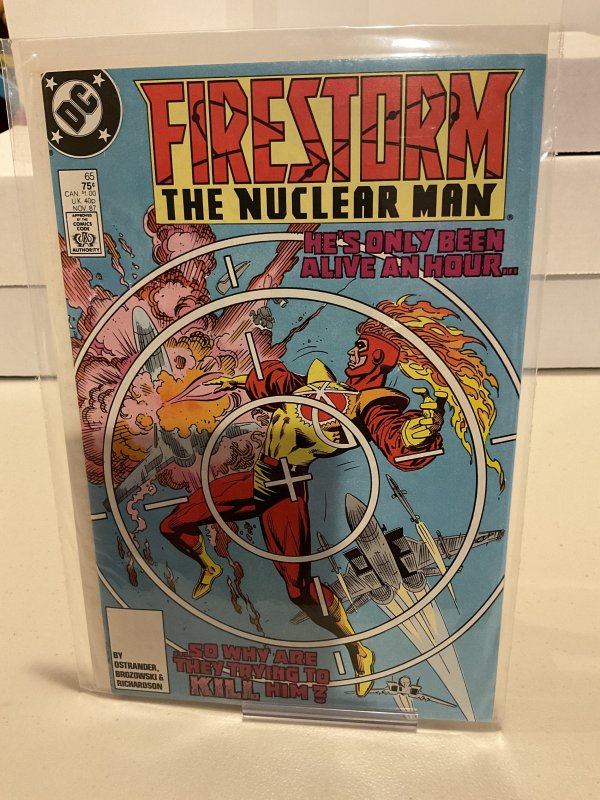 DC
FIRESTORM
THE NUCLEAR MAN
65
75¢
CAN. $1.00
U.K. 40p
NOV. 87
APPROVED
BY THE
COMICS
CODE
AUTHORITY
HE'S ONLY BEEN
ALIVE AN HOUR...
...SO WHY ARE
THEY TRYING TO
KILL HIM?
BY
OSTRANDER,
BROZOWSKI &
RICHARDSON